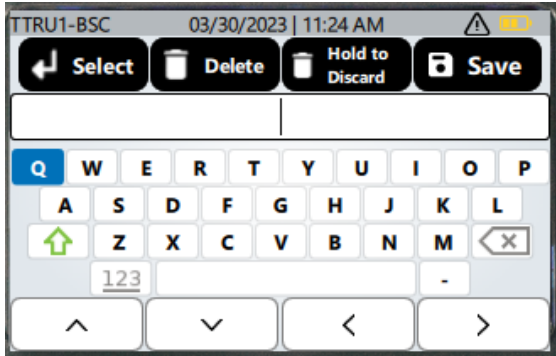 TTRU1-BSC 03/30/2023 | 11:24 AM
Select Delete Hold to Discard Save
Q W E R T Y U I O P
A S D F G H J K L
Z X C V B N M
123 -